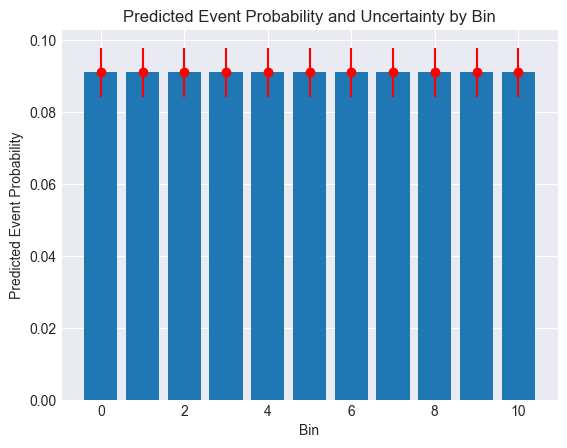 Predicted Event Probability and Uncertainty by Bin
0.10
0.08
0.06
0.04
0.02
0.00
Predicted Event Probability
0 2 4 6 8 10
Bin